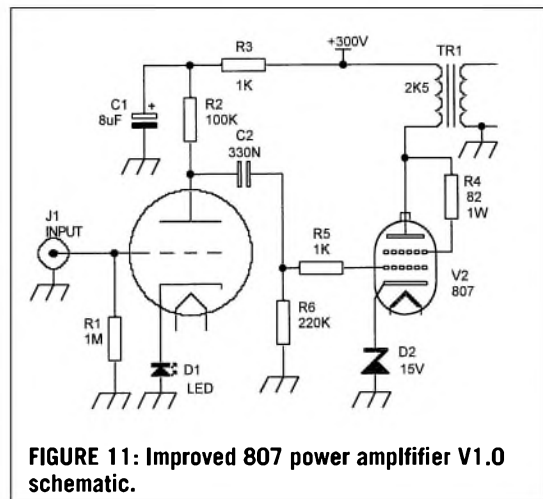 +300V
TR1
R3
1K
2K5
C1
8uF
+
R2
100K
C2
330N
R4
82
1W
J1
INPUT
R5
1K
V2
807
R1
1M
R6
220K
D1
LED
D2
15V
FIGURE 11: Improved 807 power amplfifier V1.0
schematic.